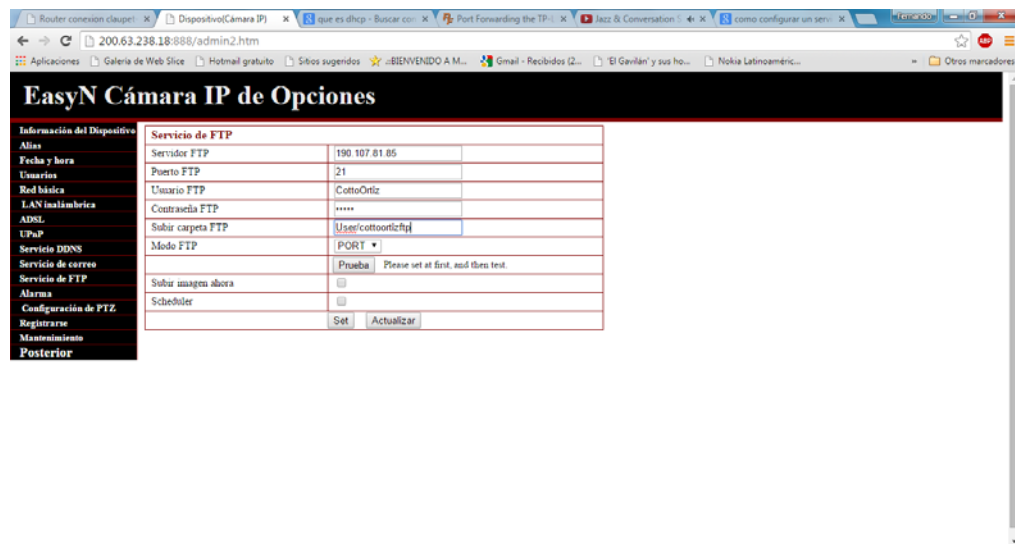 Router conexion claupet
Dispositivo(Cámara IP)
que es dhcp - Buscar con
Port Forwarding the TP-L
Jazz & Conversation S
como configurar un servi
Fernando
200.63.238.18:888/admin2.htm
ABP
Aplicaciones
Galería de Web Slice
Hotmail gratuito
Sitios sugeridos
.::BIENVENIDO A M...
Gmail - Recibidos (2...
'El Gavilán' y sus ho...
Nokia Latinoaméric...
»
Otros marcadores
EasyN Cámara IP de Opciones
Información del Dispositivo
Alias
Fecha y hora
Usuarios
Red básica
LAN inalámbrica
ADSL
UPnP
Servicio DDNS
Servicio de correo
Servicio de FTP
Alarma
Configuración de PTZ
Registrarse
Mantenimiento
Posterior
Servicio de FTP
Servidor FTP 190.107.81.85
Puerto FTP 21
Usuario FTP CottoOrtiz
Contraseña FTP •••••
Subir carpeta FTP User/cottoortizftp
Modo FTP PORT
Prueba Please set at first, and then test.
Subir imagen ahora
Scheduler
Set Actualizar